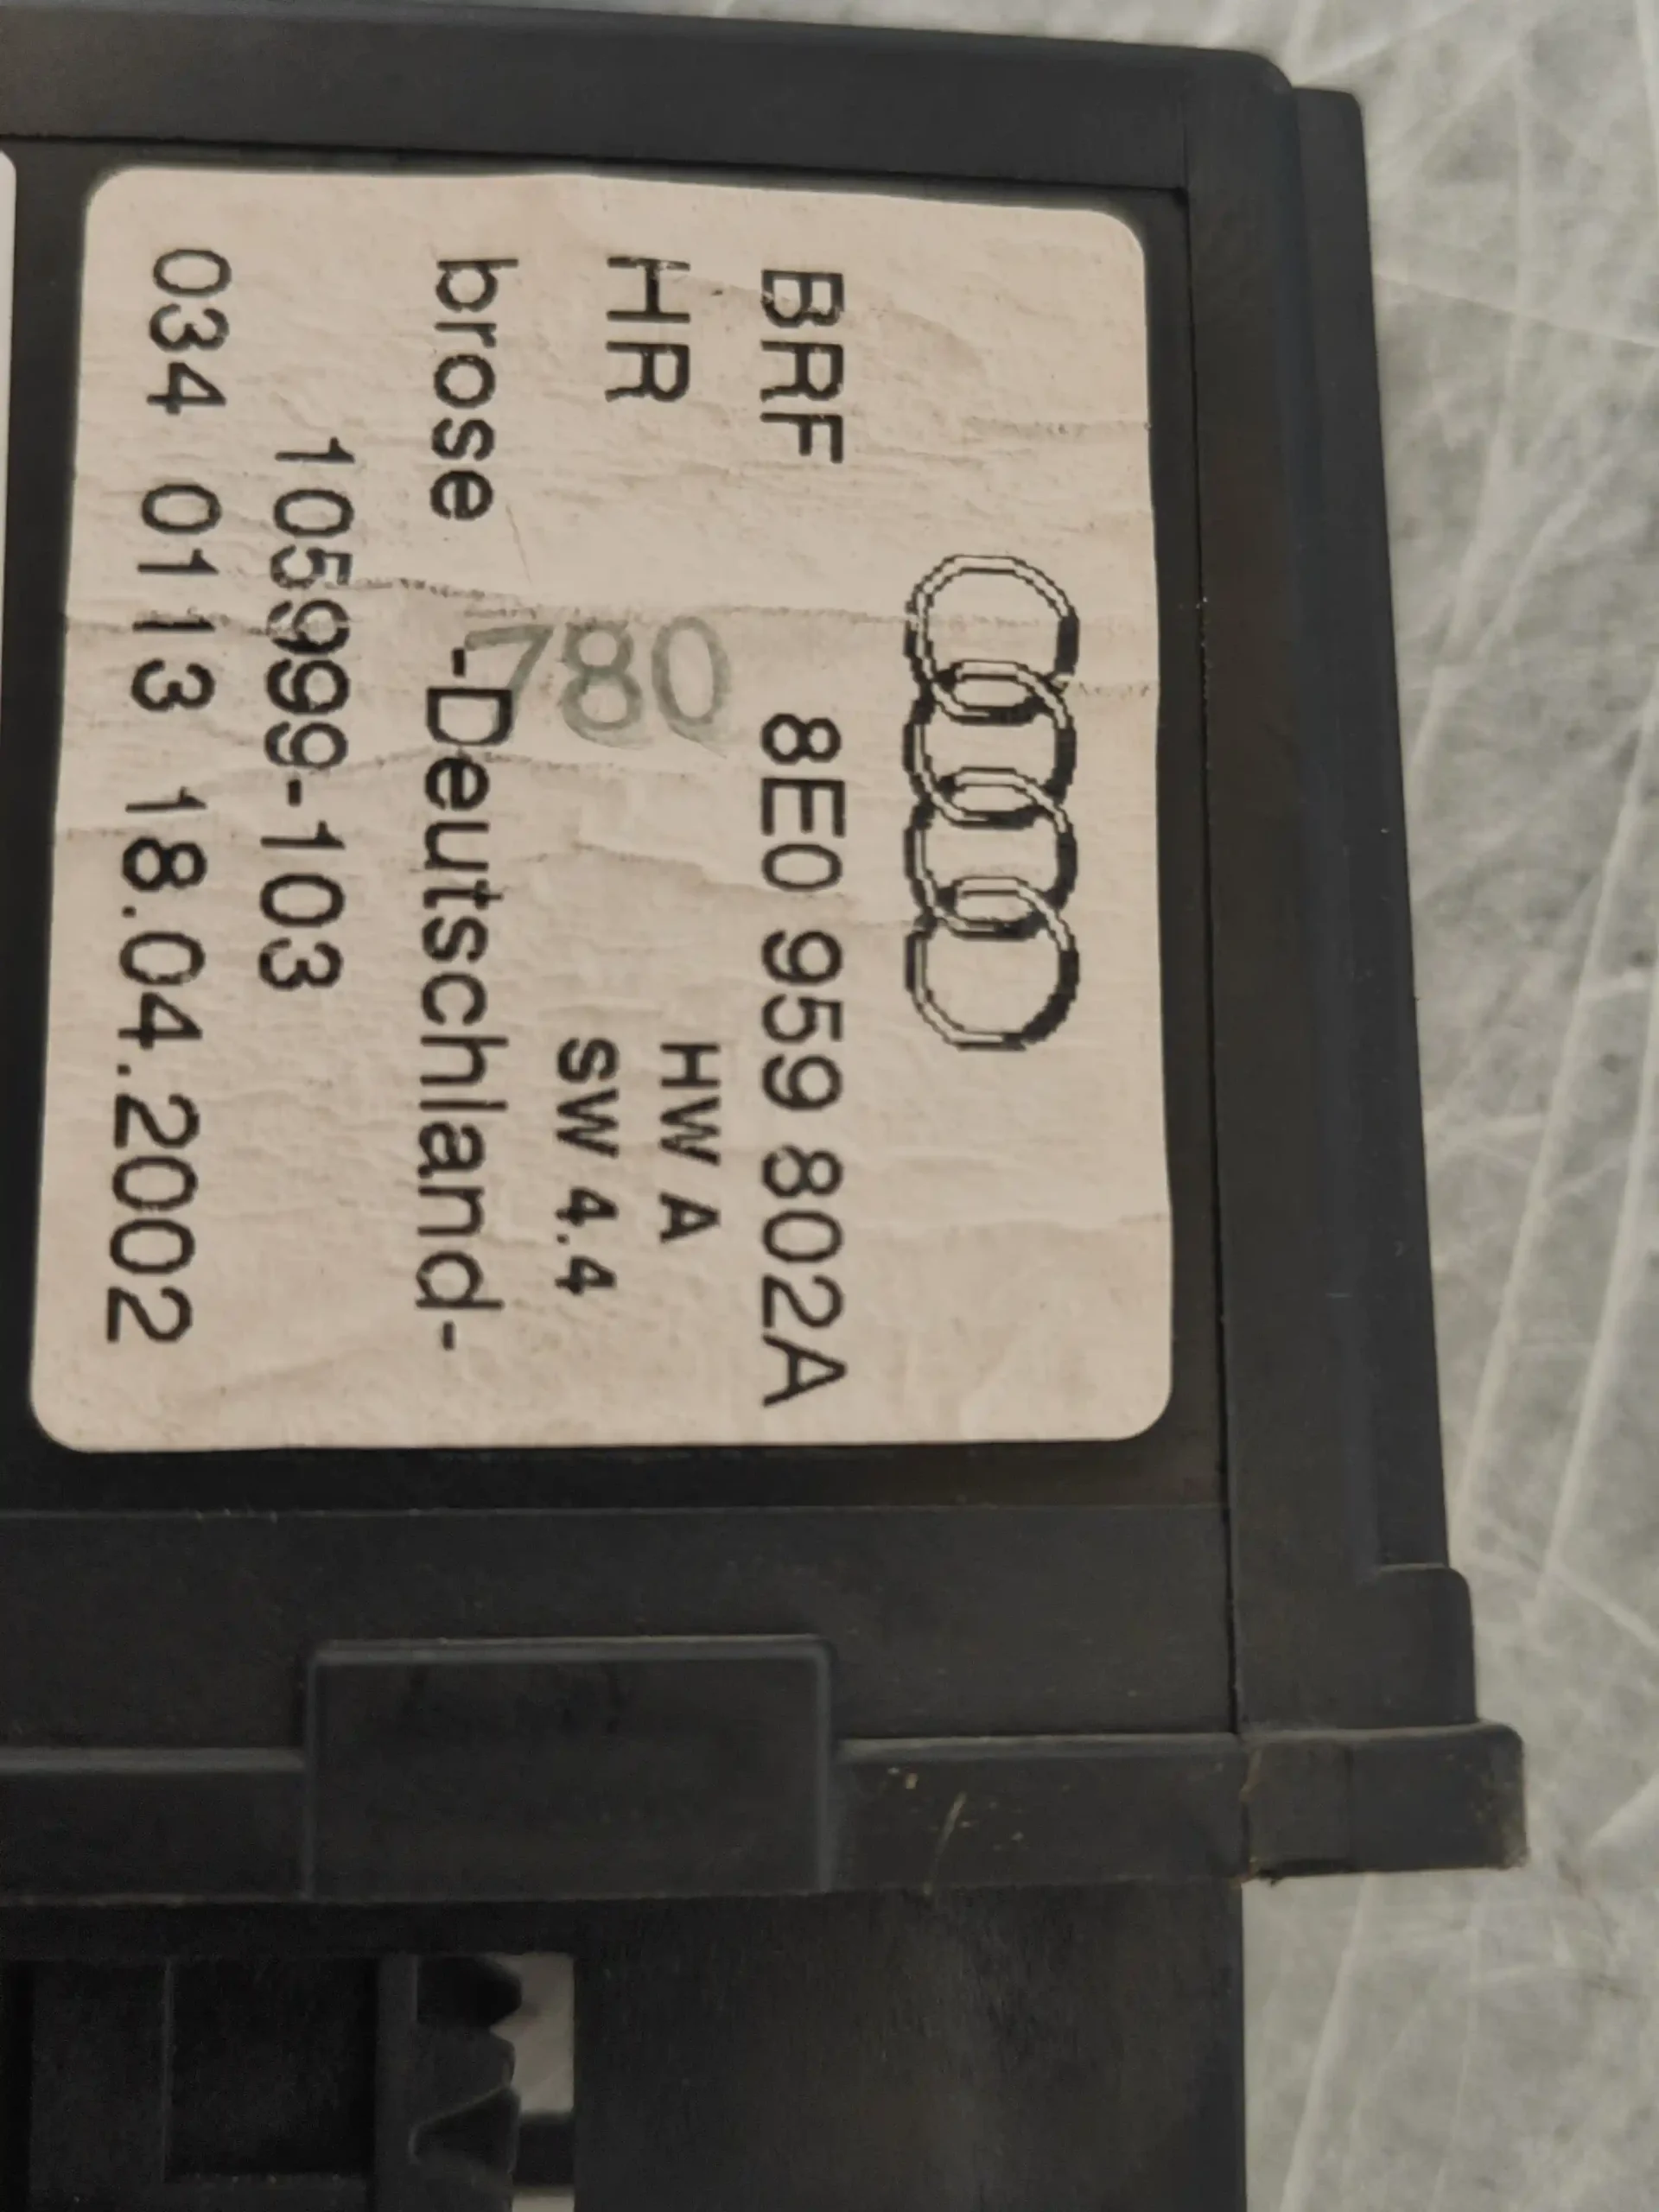 BRF 8E0 959 802A
HR HW A
SW 4.4
780
brose -Deutschland-
105999-103
034 0113 18.04.2002